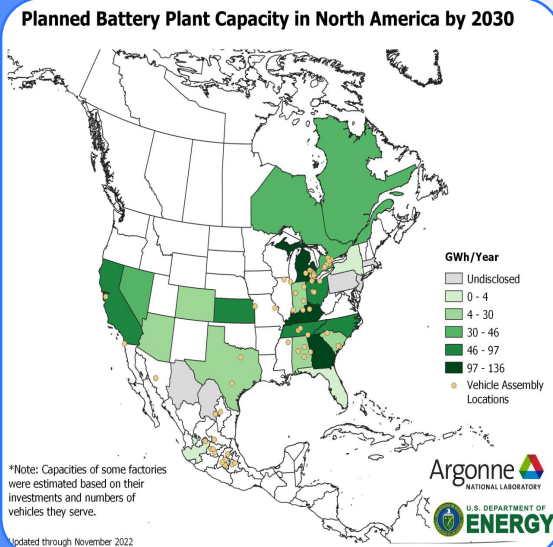 Planned Battery Plant Capacity in North America by 2030
GWh/Year
Undisclosed
0 - 4
4 - 30
30 - 46
46 - 97
97 - 136
Vehicle Assembly
Locations
*Note: Capacities of some factories
were estimated based on their
investments and numbers of
vehicles they serve.
Argonne
NATIONAL LABORATORY
U.S. DEPARTMENT OF
ENERGY
Updated through November 2022